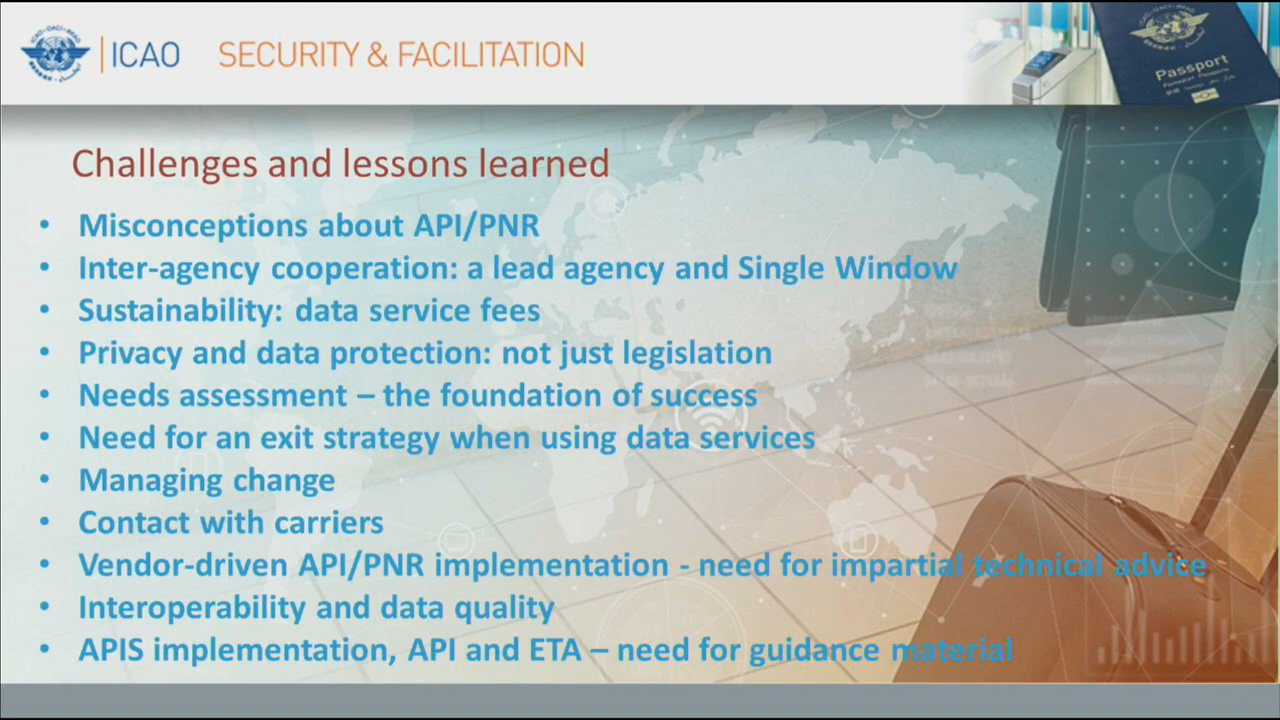 ICAO
SECURITY & FACILITATION
Passport
Challenges and lessons learned
• Misconceptions about API/PNR
• Inter-agency cooperation: a lead agency and Single Window
• Sustainability: data service fees
• Privacy and data protection: not just legislation
• Needs assessment – the foundation of success
• Need for an exit strategy when using data services
• Managing change
• Contact with carriers
• Vendor-driven API/PNR implementation - need for impartial technical advice
• Interoperability and data quality
• APIS implementation, API and ETA – need for guidance material